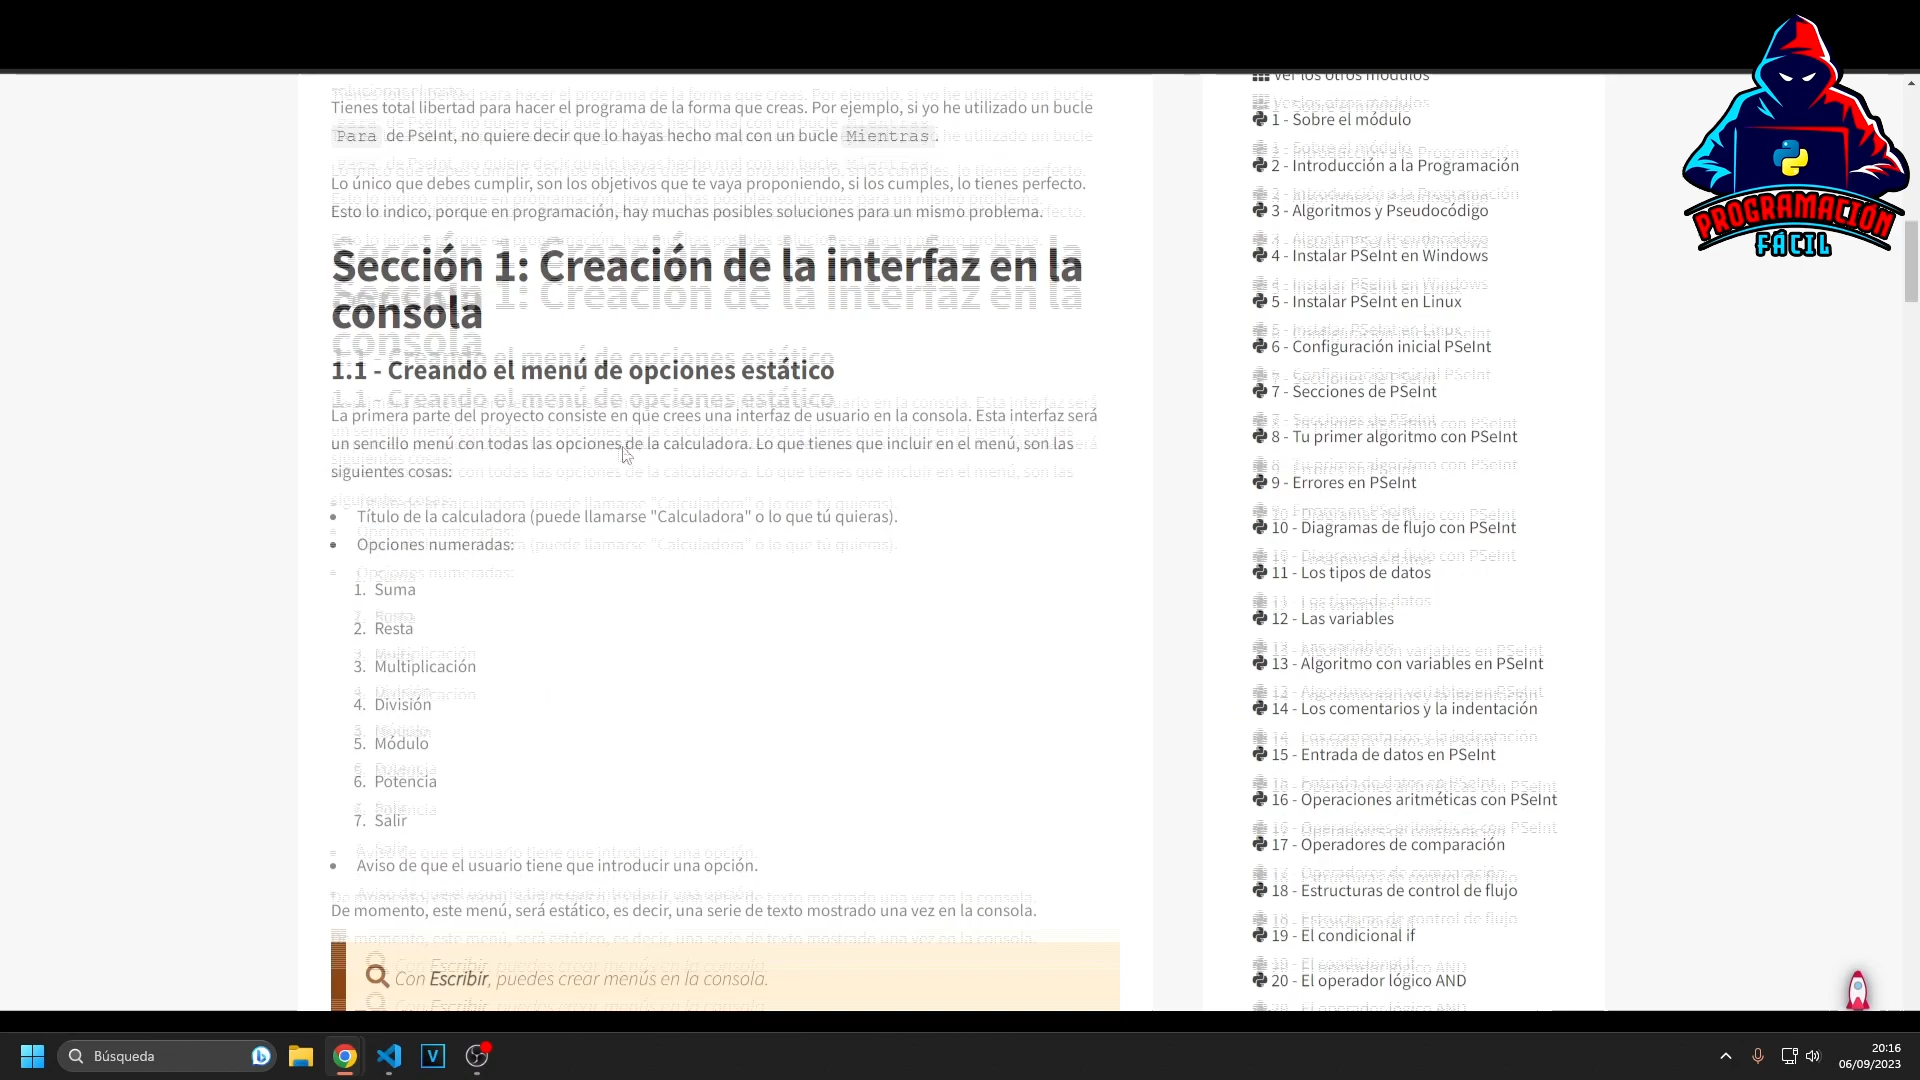 Tienes total libertad para hacer el programa de la forma que creas. Por ejemplo, si yo he utilizado un bucle
Para de PseInt, no quiere decir que lo hayas hecho mal con un bucle Mientras.
Lo único que debes cumplir, son los objetivos que te vaya proponiendo, si los cumples, lo tienes perfecto.
Esto lo indico, porque en programación, hay muchas posibles soluciones para un mismo problema.
Sección 1: Creación de la interfaz en la
consola
1.1 - Creando el menú de opciones estático
La primera parte del proyecto consiste en que crees una interfaz de usuario en la consola. Esta interfaz será
un sencillo menú con todas las opciones de la calculadora. Lo que tienes que incluir en el menú, son las
siguientes cosas:
• Título de la calculadora (puede llamarse "Calculadora" o lo que tú quieras).
• Opciones numeradas:
1. Suma
2. Resta
3. Multiplicación
4. División
5. Módulo
6. Potencia
7. Salir
• Aviso de que el usuario tiene que introducir una opción.
De momento, este menú, será estático, es decir, una serie de texto mostrado una vez en la consola.
Con Escribir, puedes crear menús en la consola.
Ver los otros módulos
1 - Sobre el módulo
2 - Introducción a la Programación
3 - Algoritmos y Pseudocódigo
4 - Instalar PSeInt en Windows
5 - Instalar PSeInt en Linux
6 - Configuración inicial PSeInt
7 - Secciones de PSeInt
8 - Tu primer algoritmo con PSeInt
9 - Errores en PSeInt
10 - Diagramas de flujo con PSeInt
11 - Los tipos de datos
12 - Las variables
13 - Algoritmo con variables en PSeInt
14 - Los comentarios y la indentación
15 - Entrada de datos en PSeInt
16 - Operaciones aritméticas con PSeInt
17 - Operadores de comparación
18 - Estructuras de control de flujo
19 - El condicional if
20 - El operador lógico AND
PROGRAMACIÓN
FÁCIL
Búsqueda
V
20:16
06/09/2023